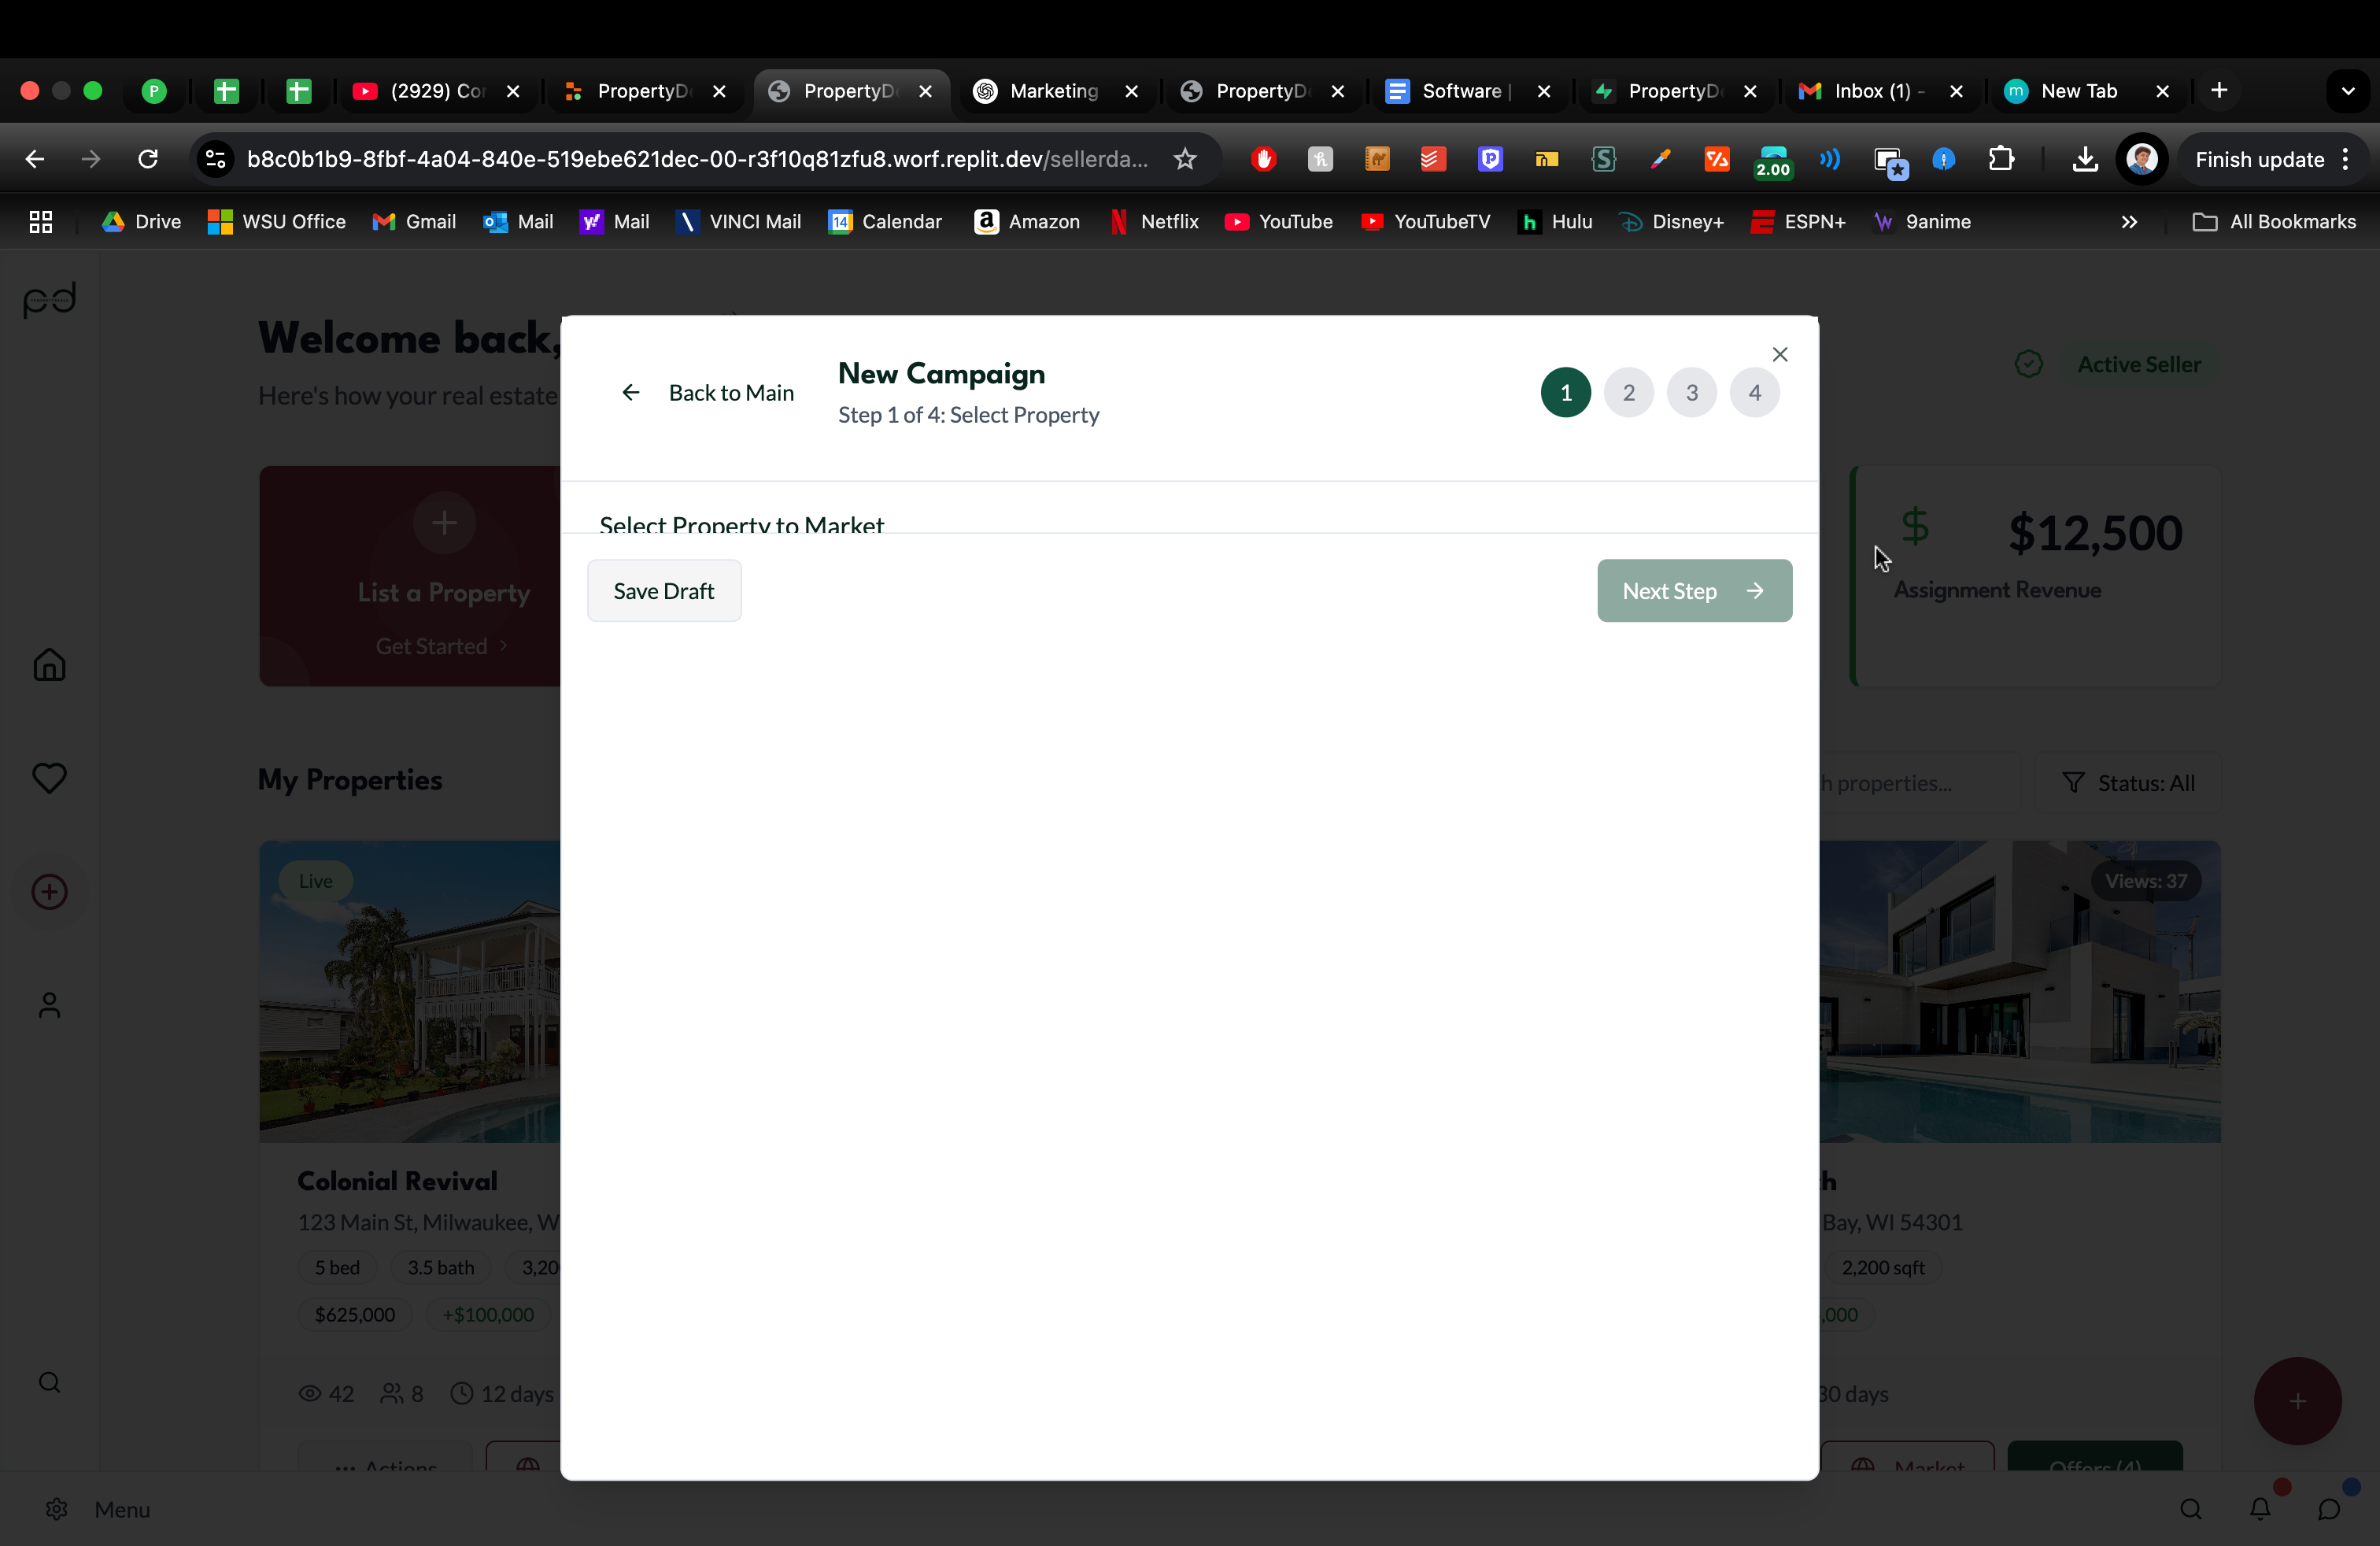 P
(2929) Cor
PropertyD
PropertyD
Marketing
PropertyD
Software |
PropertyD
Inbox (1) -
m
New Tab
b8c0b1b9-8fbf-4a04-840e-519ebe621dec-00-r3f10q81zfu8.worf.replit.dev/sellerda...
2.00
Finish update
Drive
WSU Office
Gmail
Mail
Mail
VINCI Mail
14
Calendar
Amazon
Netflix
YouTube
YouTubeTV
Hulu
Disney+
ESPN+
9anime
All Bookmarks
pd
Welcome back,
Here's how your real estate
Active Seller
Back to Main
New Campaign
Step 1 of 4: Select Property
1
2
3
4
Select Property to Market
Save Draft
Next Step
List a Property
Get Started
$12,500
Assignment Revenue
My Properties
h properties...
Status: All
Live
Views: 37
Colonial Revival
123 Main St, Milwaukee, W
5 bed
3.5 bath
3,20
$625,000
+$100,000
42
8
12 days
Actions
h
Bay, WI 54301
2,200 sqft
,000
30 days
Market
Offers (4)
Menu